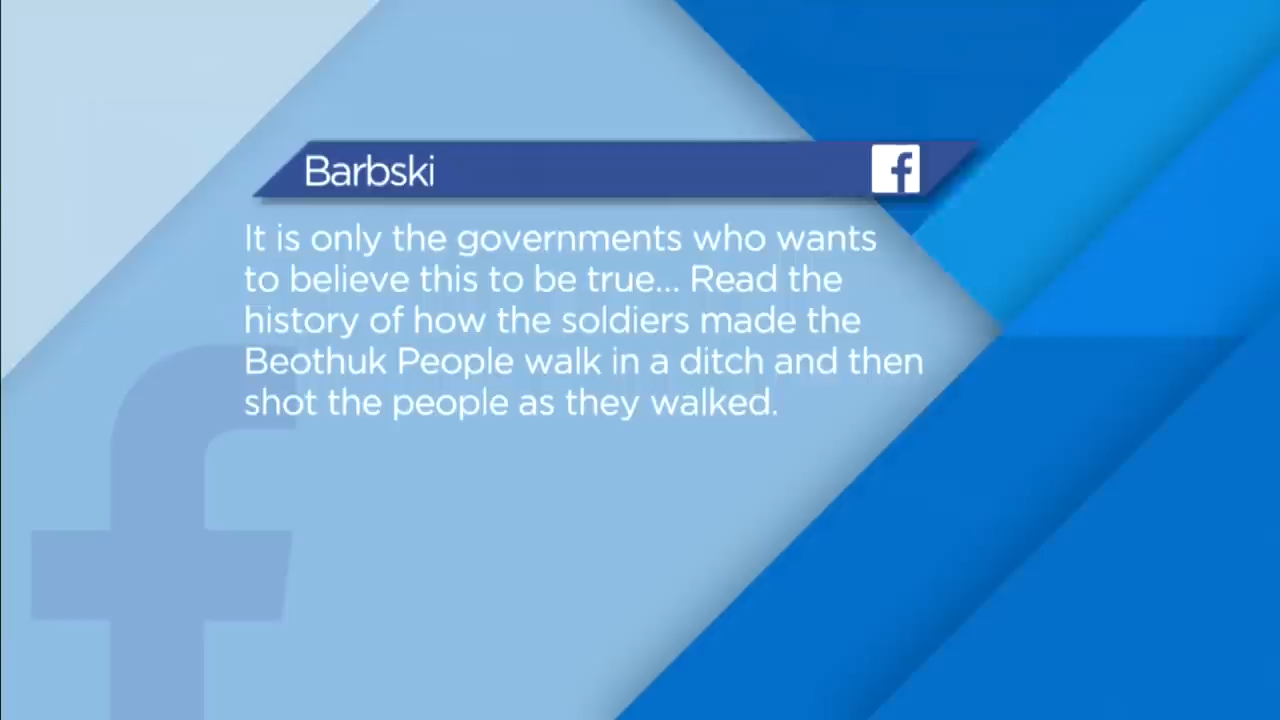 Barbski
It is only the governments who wants
to believe this to be true... Read the
history of how the soldiers made the
Beothuk People walk in a ditch and then
shot the people as they walked.